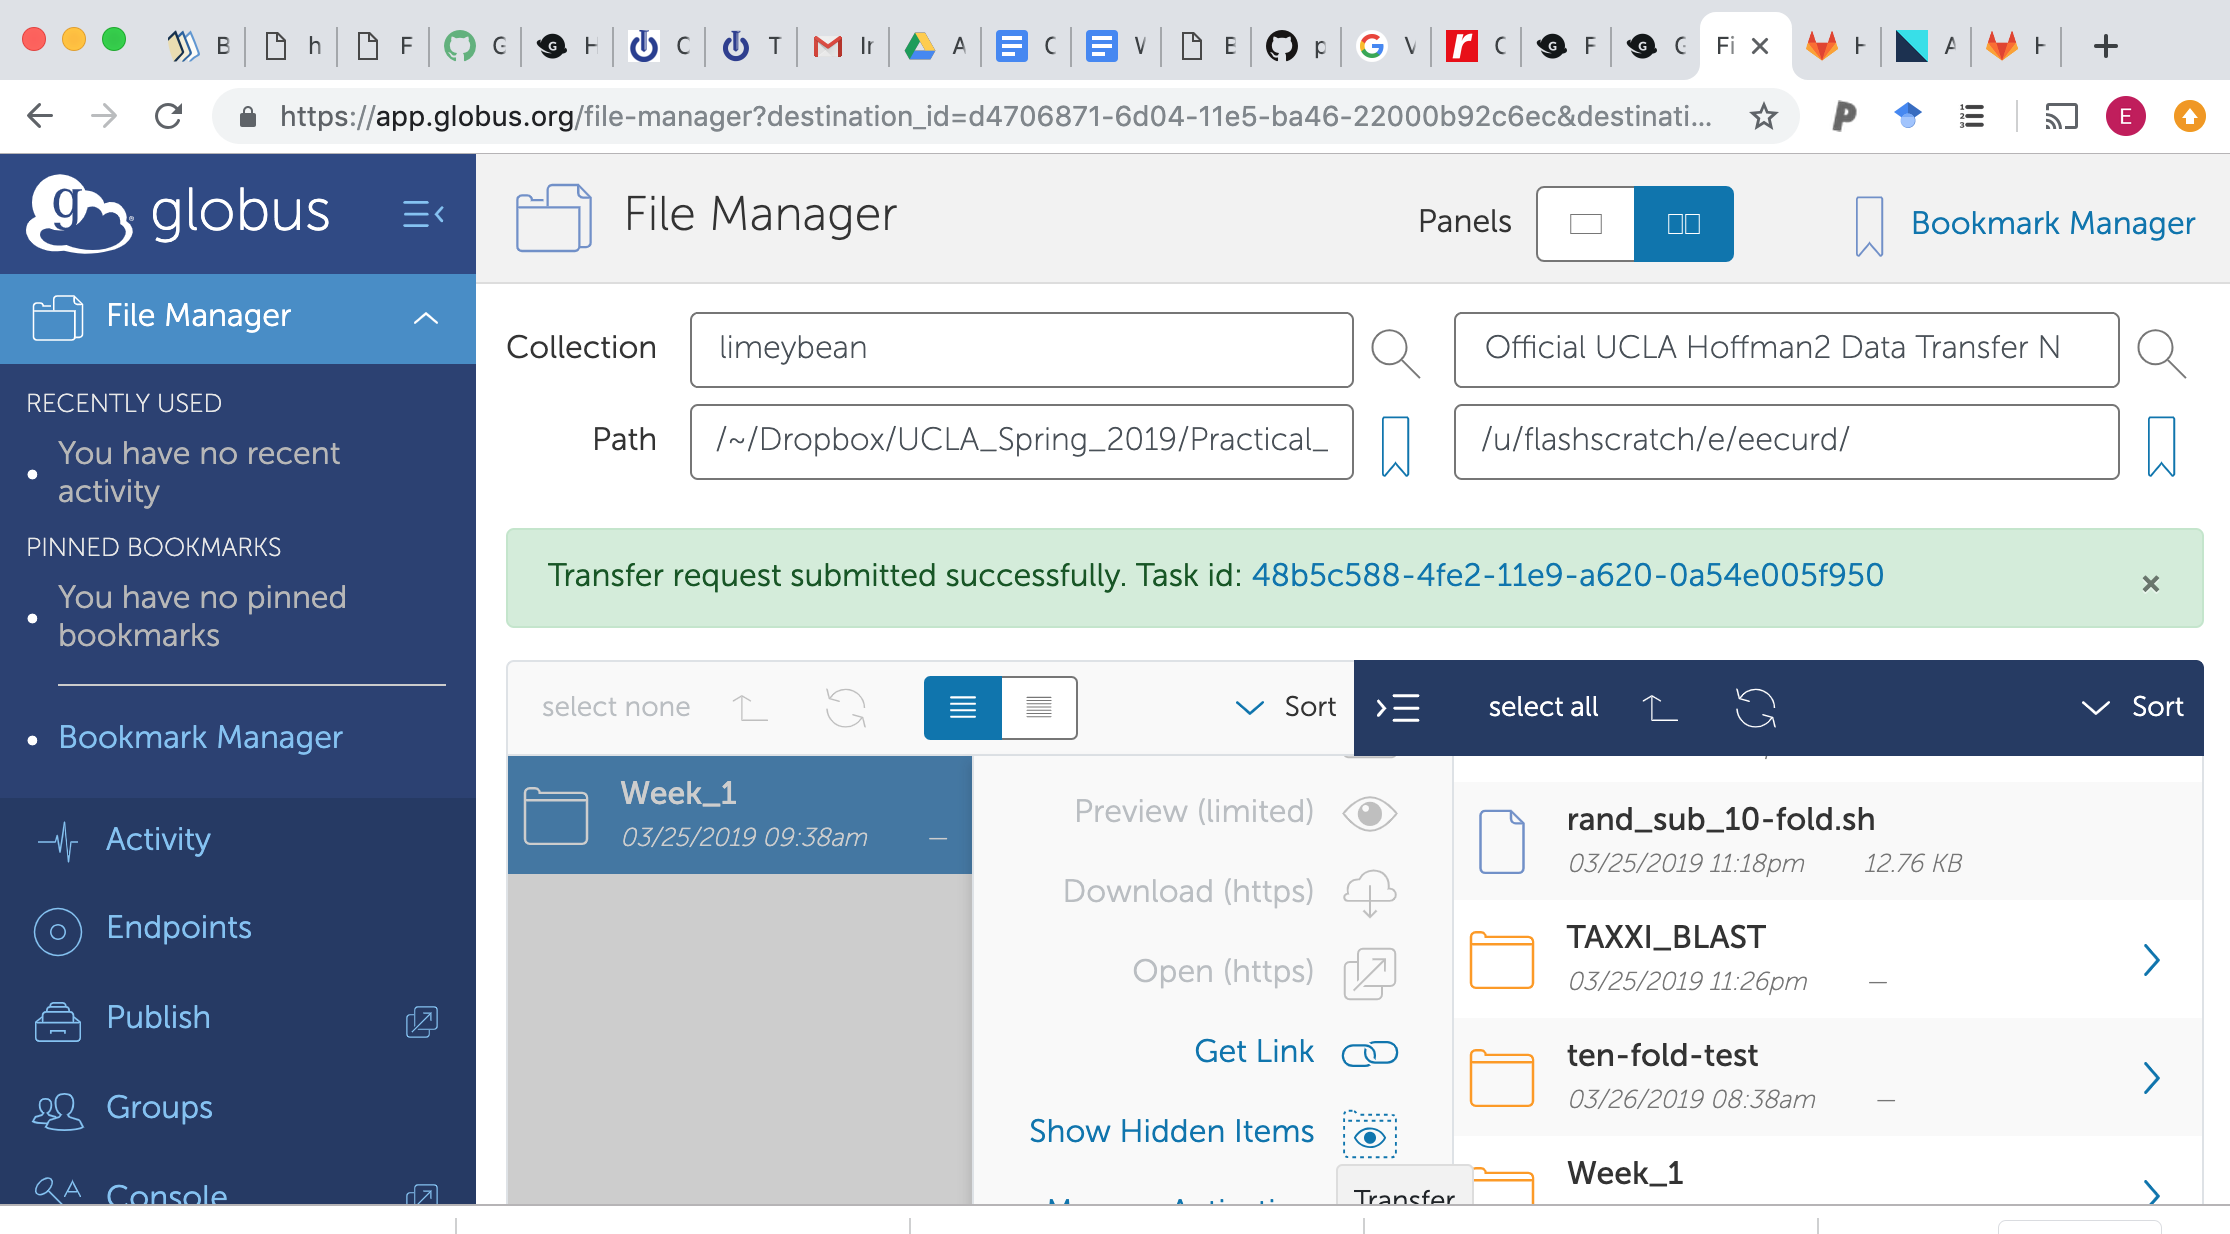 B h F G H C T Ir A C V E p V C F G Fi H A H
https://app.globus.org/file-manager?destination_id=d4706871-6d04-11e5-ba46-22000b92c6ec&destinati...
E
globus
File Manager
Panels
Bookmark Manager
File Manager
Collection
limeybean
Official UCLA Hoffman2 Data Transfer N
Path
/~/Dropbox/UCLA_Spring_2019/Practical_
/u/flashscratch/e/eecurd/
RECENTLY USED
You have no recent
activity
PINNED BOOKMARKS
You have no pinned
bookmarks
Bookmark Manager
Activity
Endpoints
Publish
Groups
Console
Transfer request submitted successfully. Task id: 48b5c588-4fe2-11e9-a620-0a54e005f950
select none
Sort
select all
Sort
Week_1
03/25/2019 09:38am —
Preview (limited)
Download (https)
Open (https)
Get Link
Show Hidden Items
Transfer
rand_sub_10-fold.sh
03/25/2019 11:18pm 12.76 KB
TAXXI_BLAST
03/25/2019 11:26pm —
ten-fold-test
03/26/2019 08:38am —
Week_1